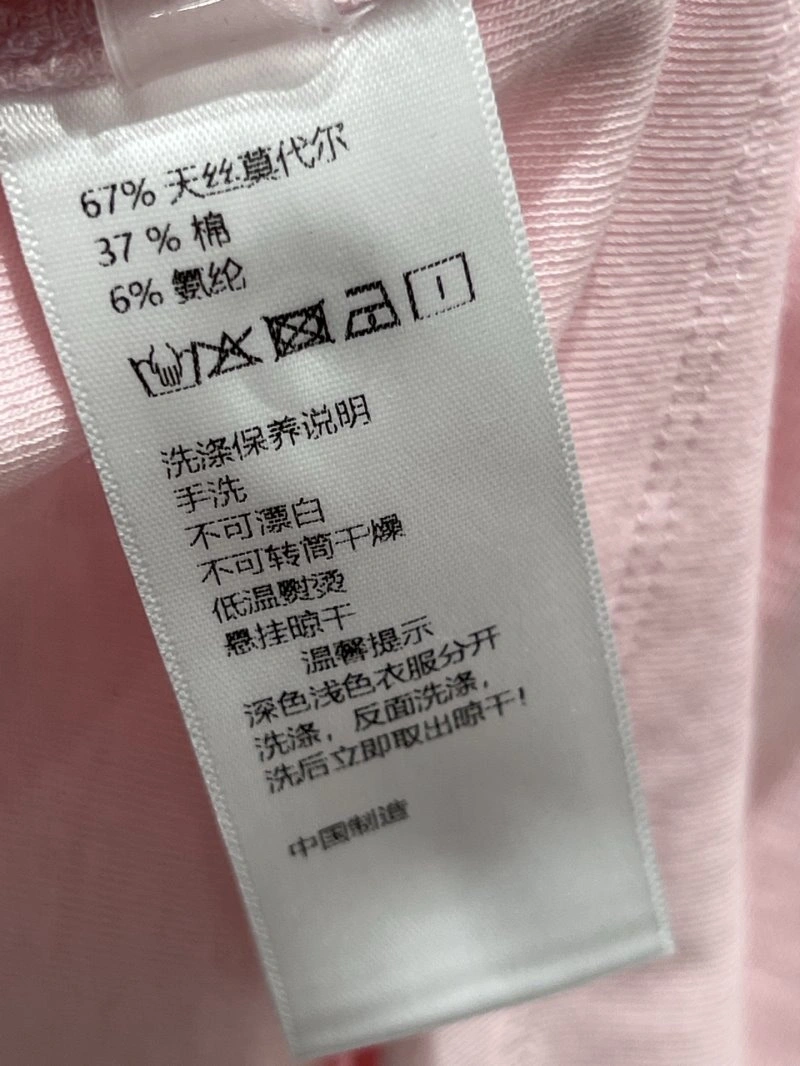 67% 天丝莫代尔
37 % 棉
6% 氨纶
洗涤保养说明
手洗
不可漂白
不可转筒干燥
低温熨烫
悬挂晾干
温馨提示
深色浅色衣服分开
洗涤，反面洗涤，
洗后立即取出晾干！
中国制造